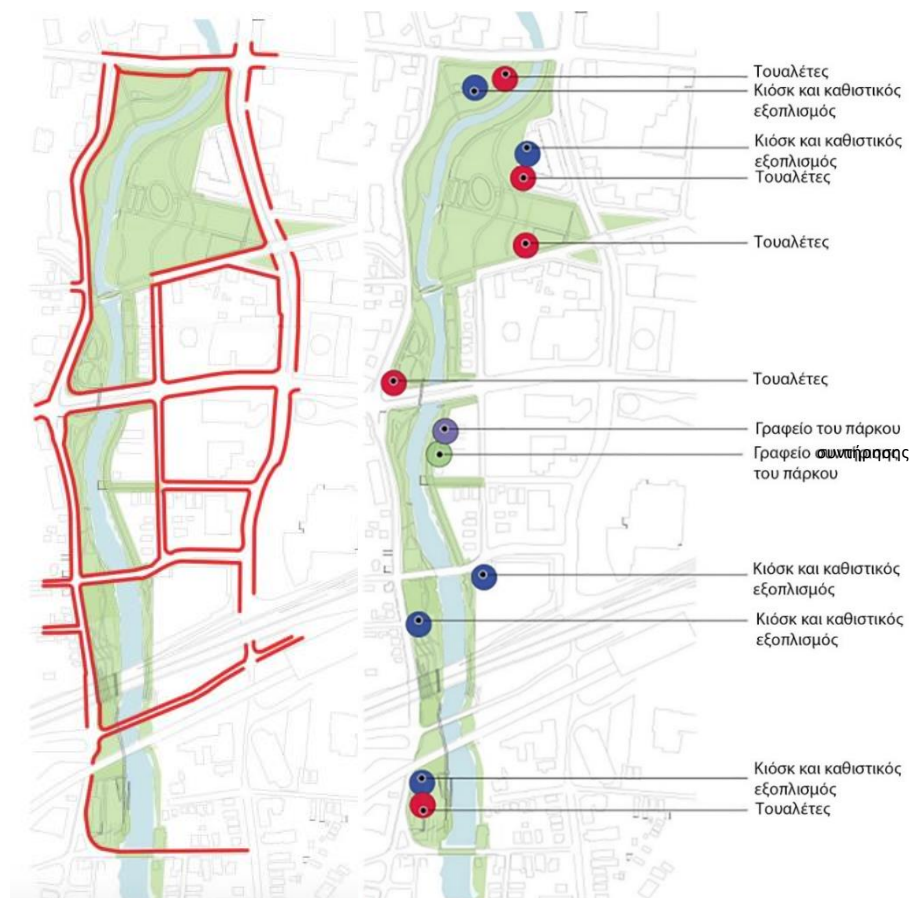 Τουαλέτες
Κιόσκ και καθιστικός
εξοπλισμός
Κιόσκ και καθιστικός
εξοπλισμός
Τουαλέτες
Τουαλέτες
Τουαλέτες
Γραφείο του πάρκου
Γραφείο συντήρησης
του πάρκου
Κιόσκ και καθιστικός
εξοπλισμός
Κιόσκ και καθιστικός
εξοπλισμός
Κιόσκ και καθιστικός
εξοπλισμός
Τουαλέτες